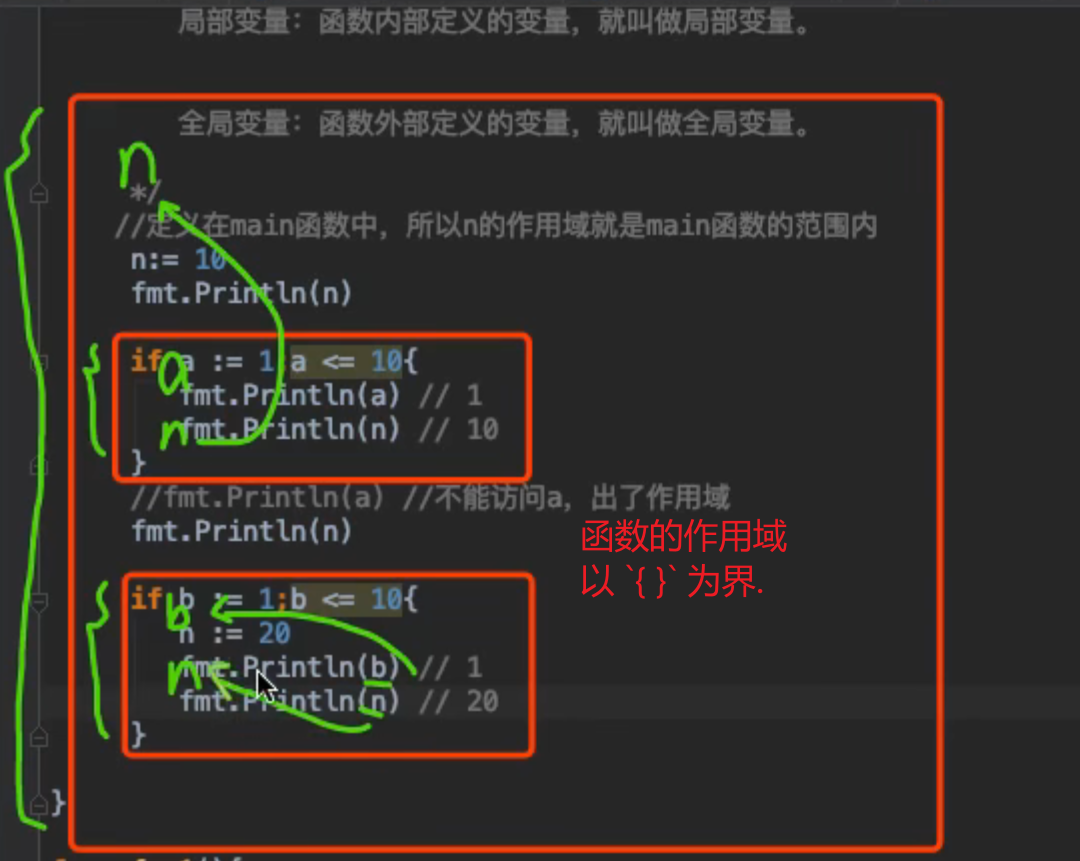 局部变量：函数内部定义的变量，就叫做局部变量。
全局变量：函数外部定义的变量，就叫做全局变量。
n
*/
//定义在main函数中，所以n的作用域就是main函数的范围内
n:= 10
fmt.Println(n)
if a := 1;a <= 10{
a
fmt.Println(a) // 1
n
fmt.Println(n) // 10
}
//fmt.Println(a) //不能访问a，出了作用域
fmt.Println(n)
函数的作用域
以 `{ }` 为界.
if b := 1;b <= 10{
b
n := 20
fmt.Println(b) // 1
n
fmt.Println(n) // 20
}
}